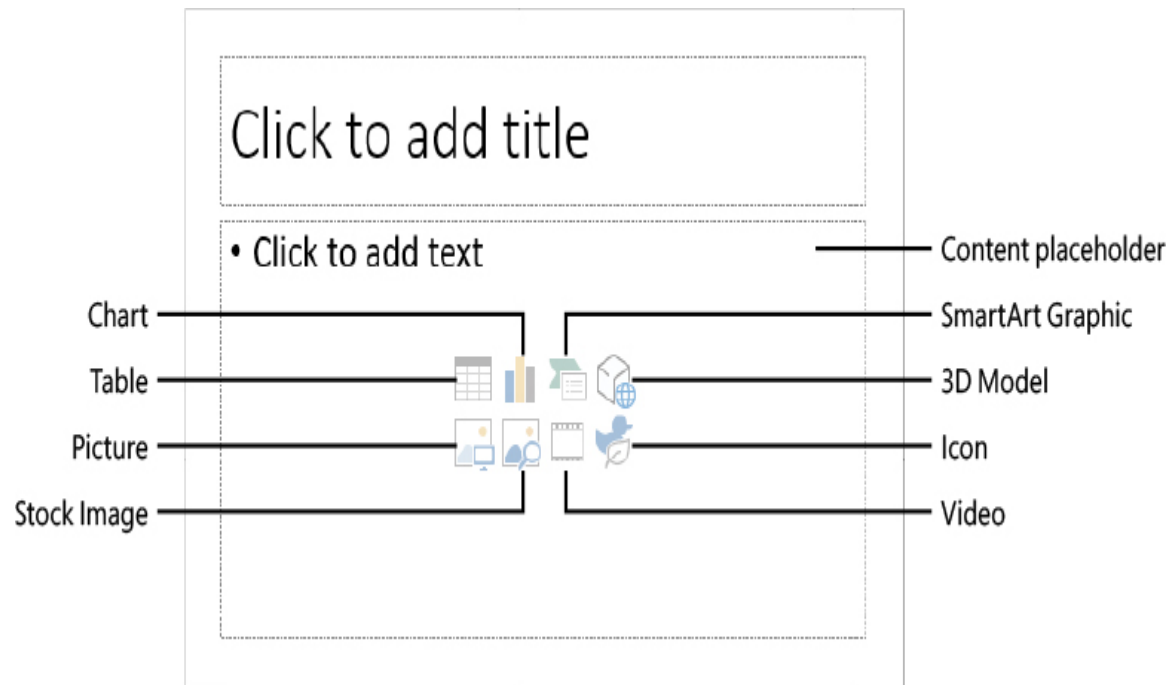 Click to add title
• Click to add text
Content placeholder
Chart
SmartArt Graphic
Table
3D Model
Picture
Icon
Stock Image
Video